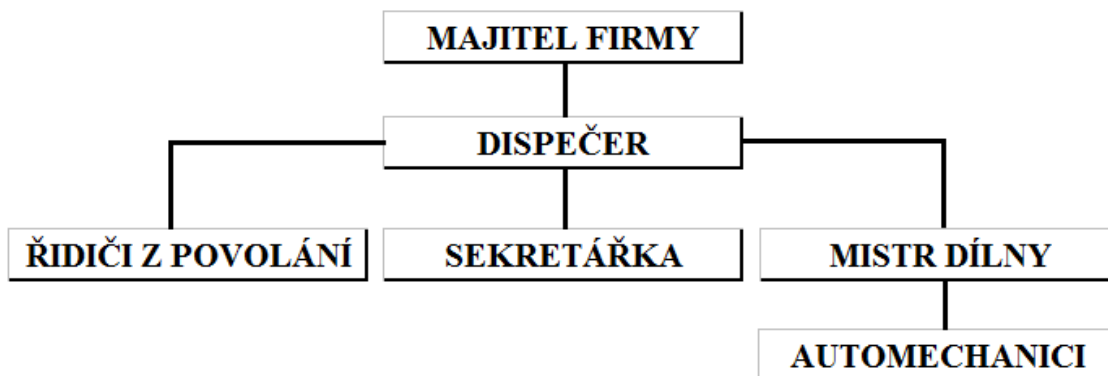 MAJITEL FIRMY
DISPEČER
ŘIDIČI Z POVOLÁNÍ
SEKRETÁŘKA
MISTR DÍLNY
AUTOMECHANICI